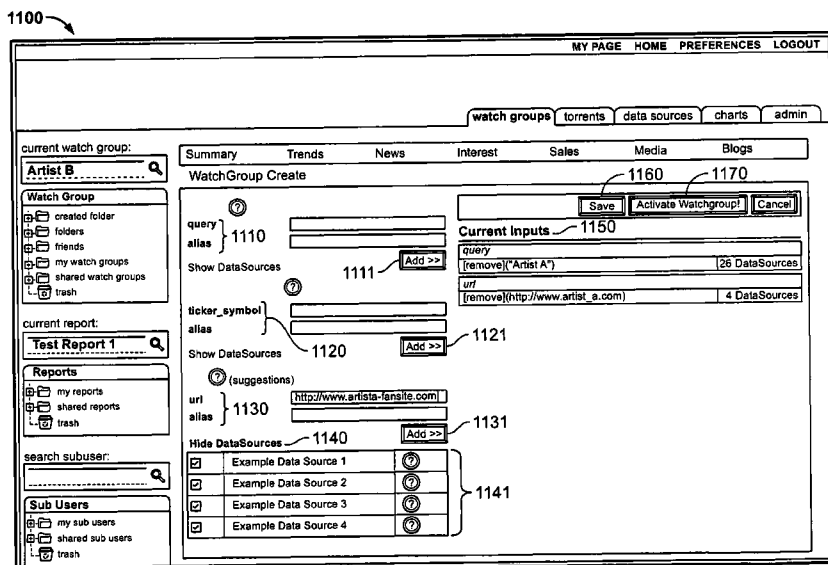 1100
MY PAGE HOME PREFERENCES LOGOUT
watch groups torrents data sources charts admin
current watch group:
Artist B
Watch Group
created folder
folders
friends
my watch groups
shared watch groups
trash
current report:
Test Report 1
Reports
my reports
shared reports
trash
search subuser:
Sub Users
my sub users
shared sub users
trash
Summary Trends News Interest Sales Media Blogs
WatchGroup Create
1160 1170
Save Activate Watchgroup! Cancel
?
query
alias
1110
Show DataSources
1111
Add >>
?
ticker_symbol
alias
1120
Show DataSources
Add >>
1121
? (suggestions)
url http://www.artista-fansite.com
alias
1130
Add >>
1131
Hide DataSources 1140
Example Data Source 1 ?
Example Data Source 2 ?
Example Data Source 3 ?
Example Data Source 4 ?
1141
Current Inputs 1150
query
[remove]("Artist A") 26 DataSources
url
[remove](http://www.artist_a.com) 4 DataSources